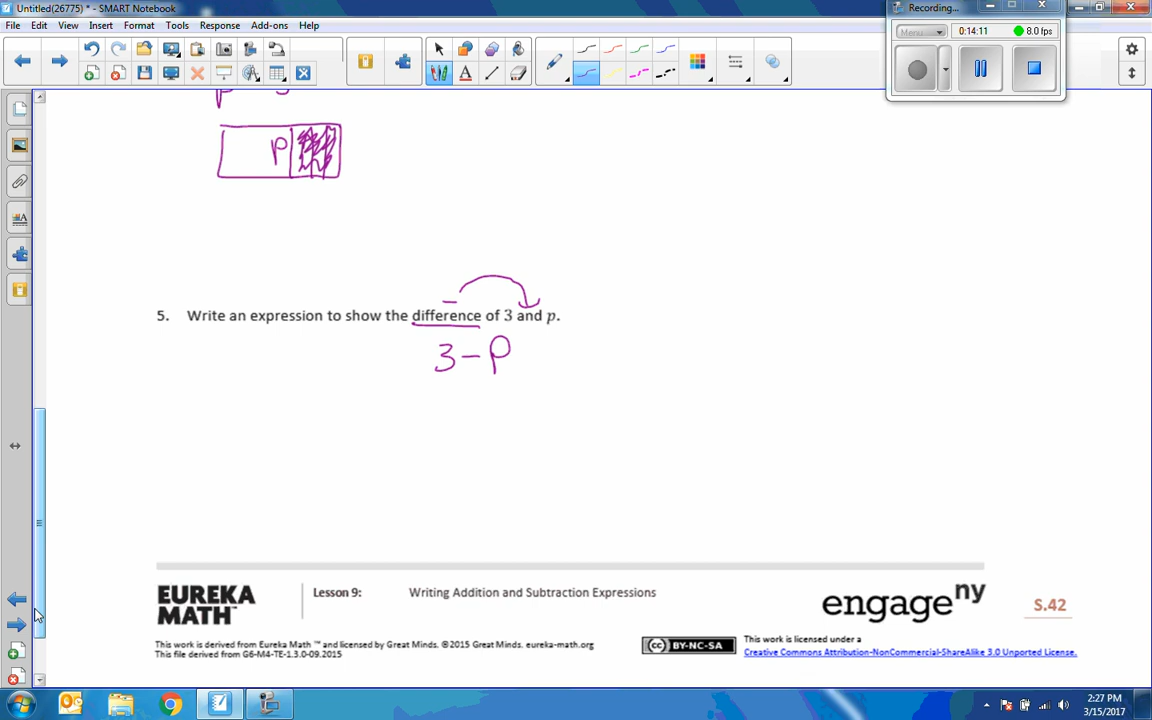 Untitled(26775) * - SMART Notebook
File Edit View Insert Format Tools Response Add-ons Help
Recording...
Menu 0:14:11 8.0 fps
p
5. Write an expression to show the difference of 3 and p.
3 - P
EUREKA MATH™ Lesson 9: Writing Addition and Subtraction Expressions engage ny S.42
This work is derived from Eureka Math ™ and licensed by Great Minds. ©2015 Great Minds. eureka-math.org
This file derived from G6-M4-TE-1.3.0-09.2015
(cc) BY-NC-SA This work is licensed under a
Creative Commons Attribution-NonCommercial-ShareAlike 3.0 Unported License.
2:27 PM
3/15/2017